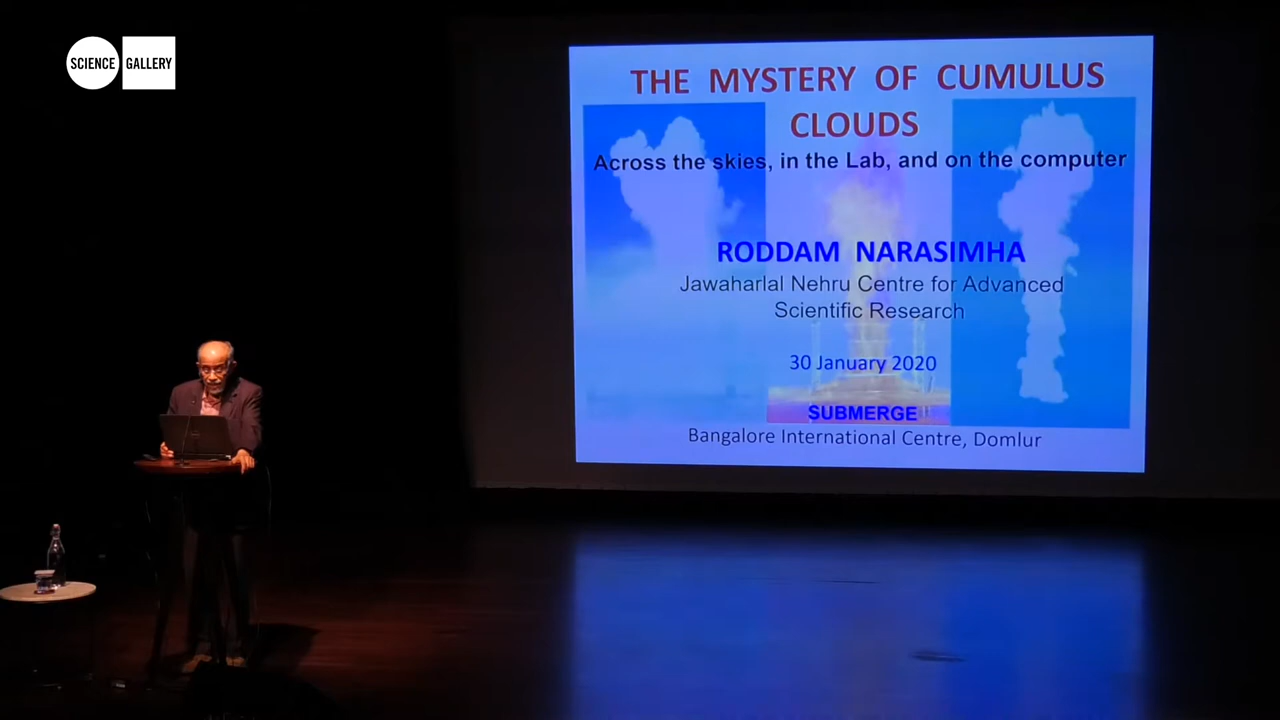 SCIENCE GALLERY
THE MYSTERY OF CUMULUS
CLOUDS
Across the skies, in the Lab, and on the computer
RODDAM NARASIMHA
Jawaharlal Nehru Centre for Advanced
Scientific Research
30 January 2020
SUBMERGE
Bangalore International Centre, Domlur